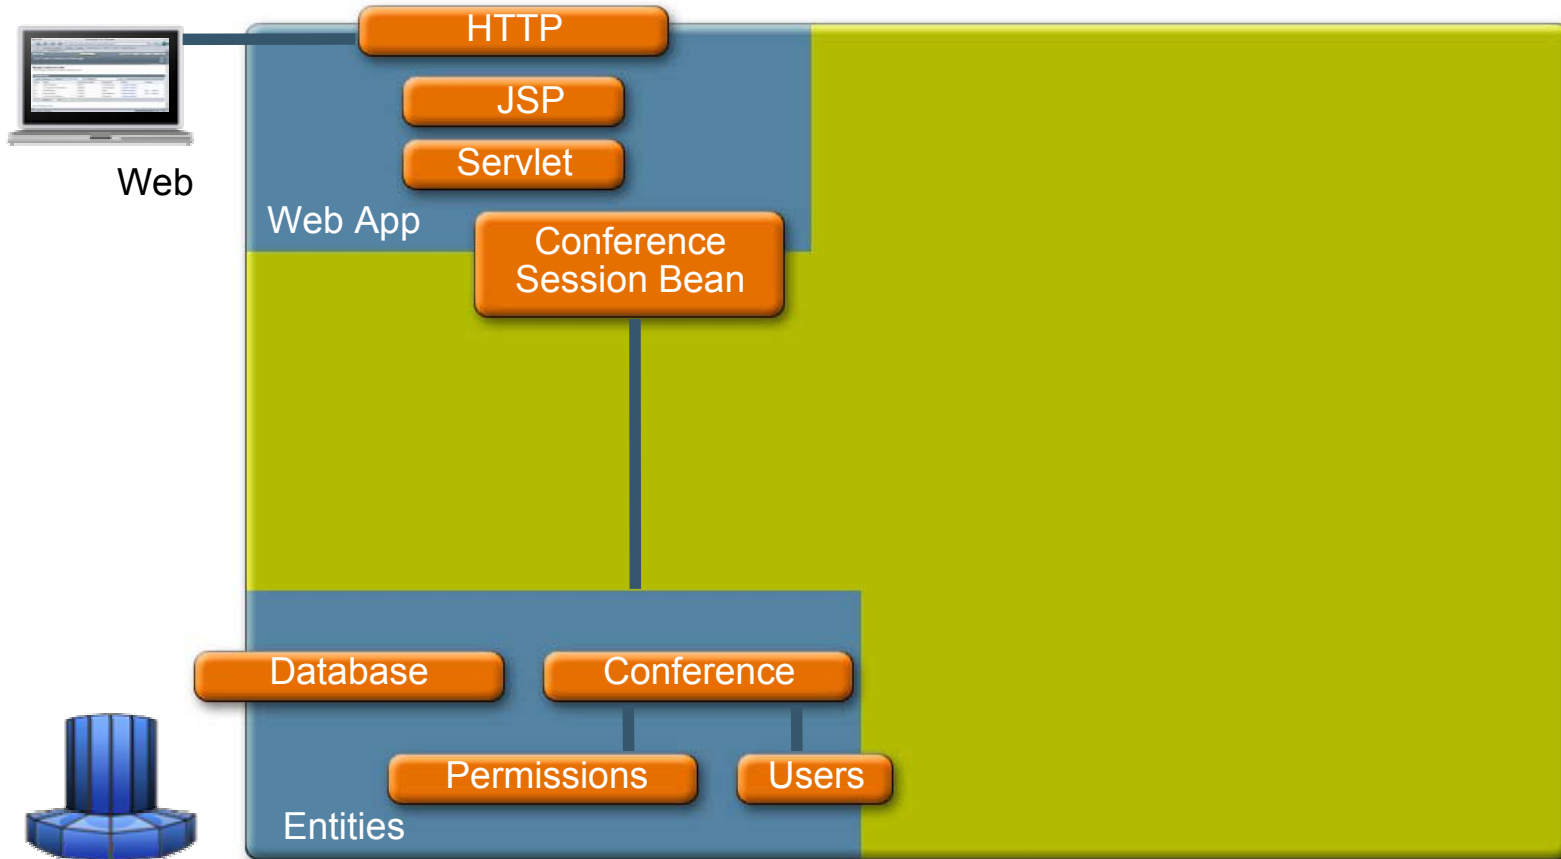 HTTP
JSP
Servlet
Web
Web App
Conference
Session Bean
Database
Conference
Permissions
Users
Entities